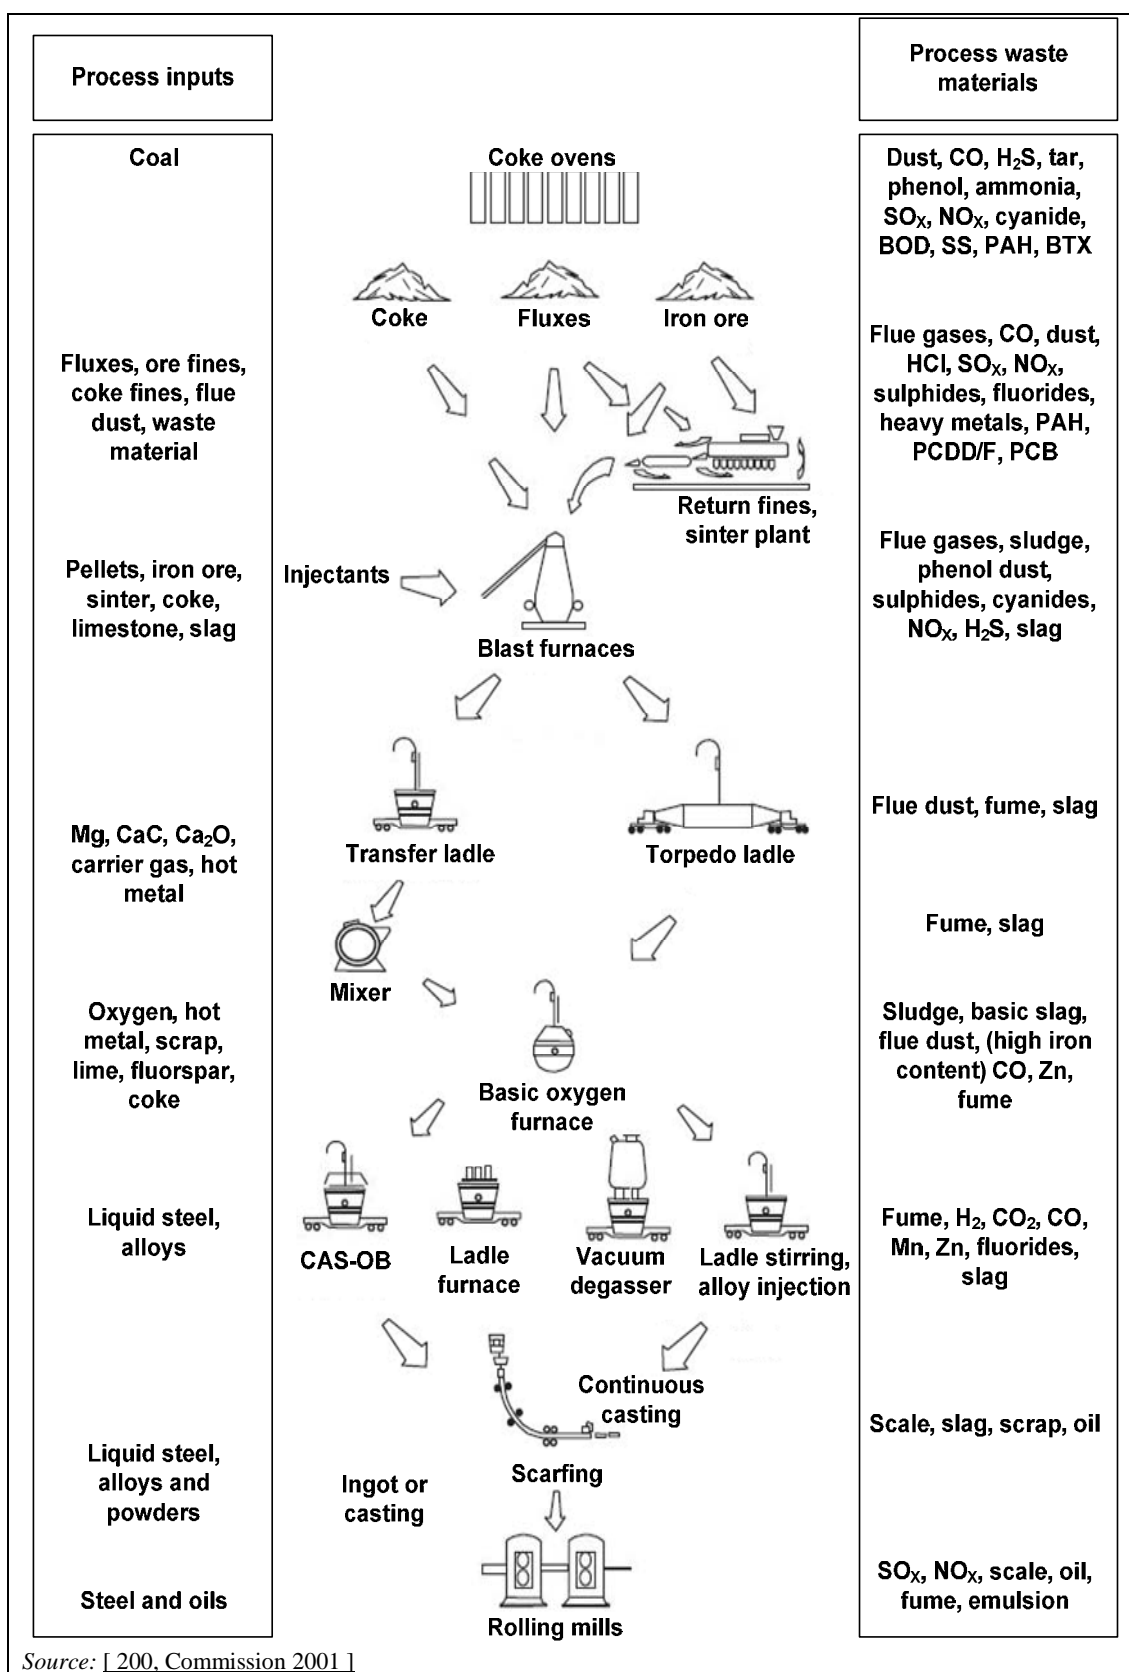 Process inputs
Process waste
materials
Coal
Coke ovens
Dust, CO, H₂S, tar,
phenol, ammonia,
SOₓ, NOₓ, cyanide,
BOD, SS, PAH, BTX
Coke
Fluxes
Iron ore
Fluxes, ore fines,
coke fines, flue
dust, waste
material
Flue gases, CO, dust,
HCl, SOₓ, NOₓ,
sulphides, fluorides,
heavy metals, PAH,
PCDD/F, PCB
Return fines,
sinter plant
Pellets, iron ore,
sinter, coke,
limestone, slag
Injectants
Blast furnaces
Flue gases, sludge,
phenol dust,
sulphides, cyanides,
NOₓ, H₂S, slag
Transfer ladle
Torpedo ladle
Flue dust, fume, slag
Mg, CaC, Ca₂O,
carrier gas, hot
metal
Mixer
Fume, slag
Oxygen, hot
metal, scrap,
lime, fluorspar,
coke
Basic oxygen
furnace
Sludge, basic slag,
flue dust, (high iron
content) CO, Zn,
fume
Liquid steel,
alloys
CAS-OB
Ladle
furnace
Vacuum
degasser
Ladle stirring,
alloy injection
Fume, H₂, CO₂, CO,
Mn, Zn, fluorides,
slag
Continuous
casting
Scale, slag, scrap, oil
Liquid steel,
alloys and
powders
Ingot or
casting
Scarfing
Steel and oils
Rolling mills
SOₓ, NOₓ, scale, oil,
fume, emulsion
Source: [ 200, Commission 2001 ]